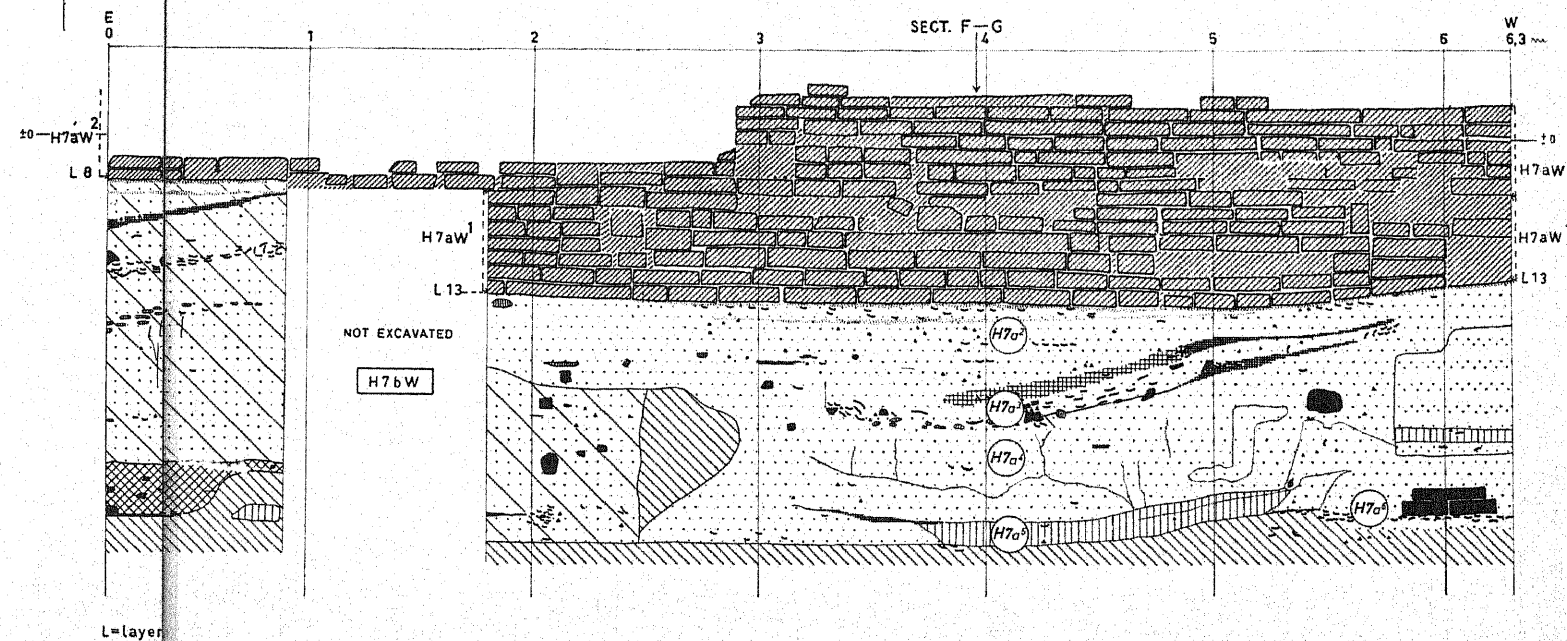 E
SECT. F–G
W
0 1 2 3 4 5 6 6,3 m
±0 H7aW²
±0
L 8
H7aW
H7aW¹
H7aW
L 13
L 13
NOT EXCAVATED
H7bW
H7a²
H7a³
H7a⁴
H7a⁶
H7a⁵
L=layer